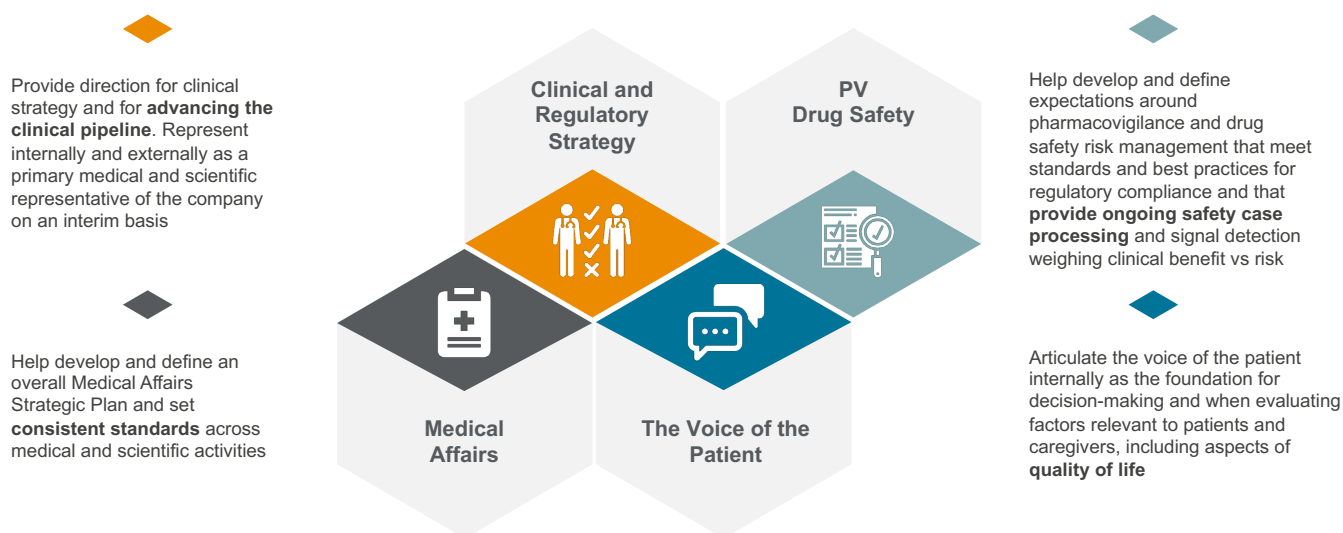 Provide direction for clinical
strategy and for advancing the
clinical pipeline. Represent
internally and externally as a
primary medical and scientific
representative of the company
on an interim basis
Help develop and define an
overall Medical Affairs
Strategic Plan and set
consistent standards across
medical and scientific activities
Clinical and
Regulatory
Strategy
PV
Drug Safety
Medical
Affairs
The Voice of the
Patient
Help develop and define
expectations around
pharmacovigilance and drug
safety risk management that meet
standards and best practices for
regulatory compliance and that
provide ongoing safety case
processing and signal detection
weighing clinical benefit vs risk
Articulate the voice of the patient
internally as the foundation for
decision-making and when evaluating
factors relevant to patients and
caregivers, including aspects of
quality of life